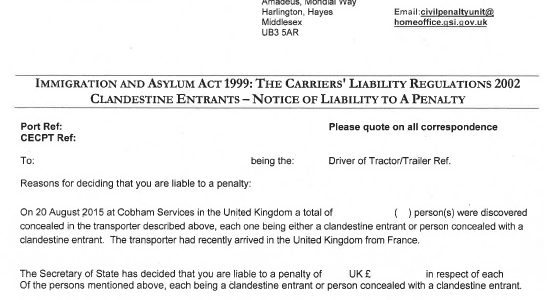 Amadeus, Mondial Way
Harlington, Hayes
Middlesex
UB3 5AR
Email:civilpenaltyunit@
homeoffice.gsi.gov.uk
IMMIGRATION AND ASYLUM ACT 1999: THE CARRIERS' LIABILITY REGULATIONS 2002
CLANDESTINE ENTRANTS – NOTICE OF LIABILITY TO A PENALTY
Port Ref: Please quote on all correspondence
CECPT Ref:
To: being the: Driver of Tractor/Trailer Ref.
Reasons for deciding that you are liable to a penalty:
On 20 August 2015 at Cobham Services in the United Kingdom a total of ( ) person(s) were discovered
concealed in the transporter described above, each one being either a clandestine entrant or person concealed with a
clandestine entrant. The transporter had recently arrived in the United Kingdom from France.
The Secretary of State has decided that you are liable to a penalty of UK £ in respect of each
Of the persons mentioned above, each being a clandestine entrant or person concealed with a clandestine entrant.